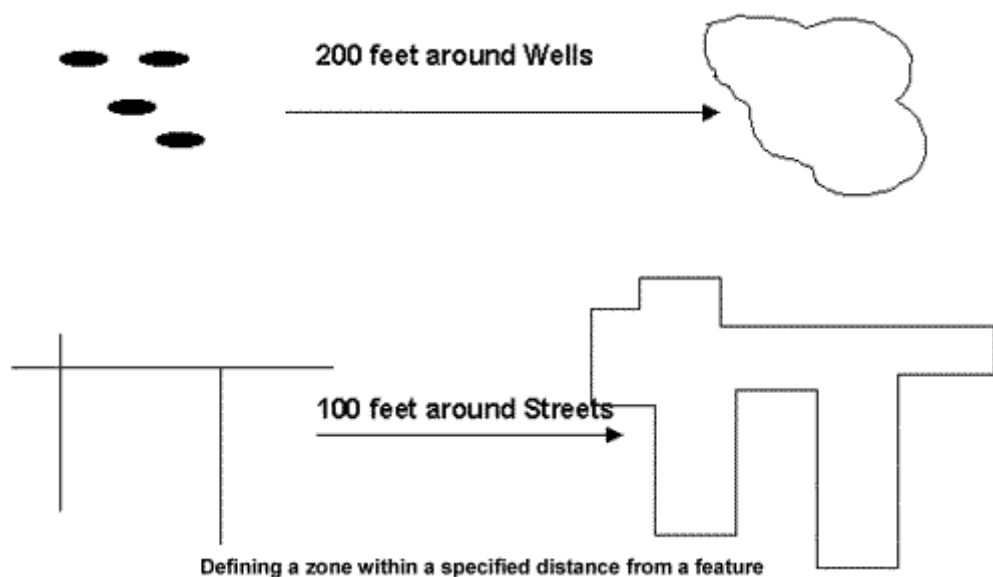 200 feet around Wells
100 feet around Streets
Defining a zone within a specified distance from a feature